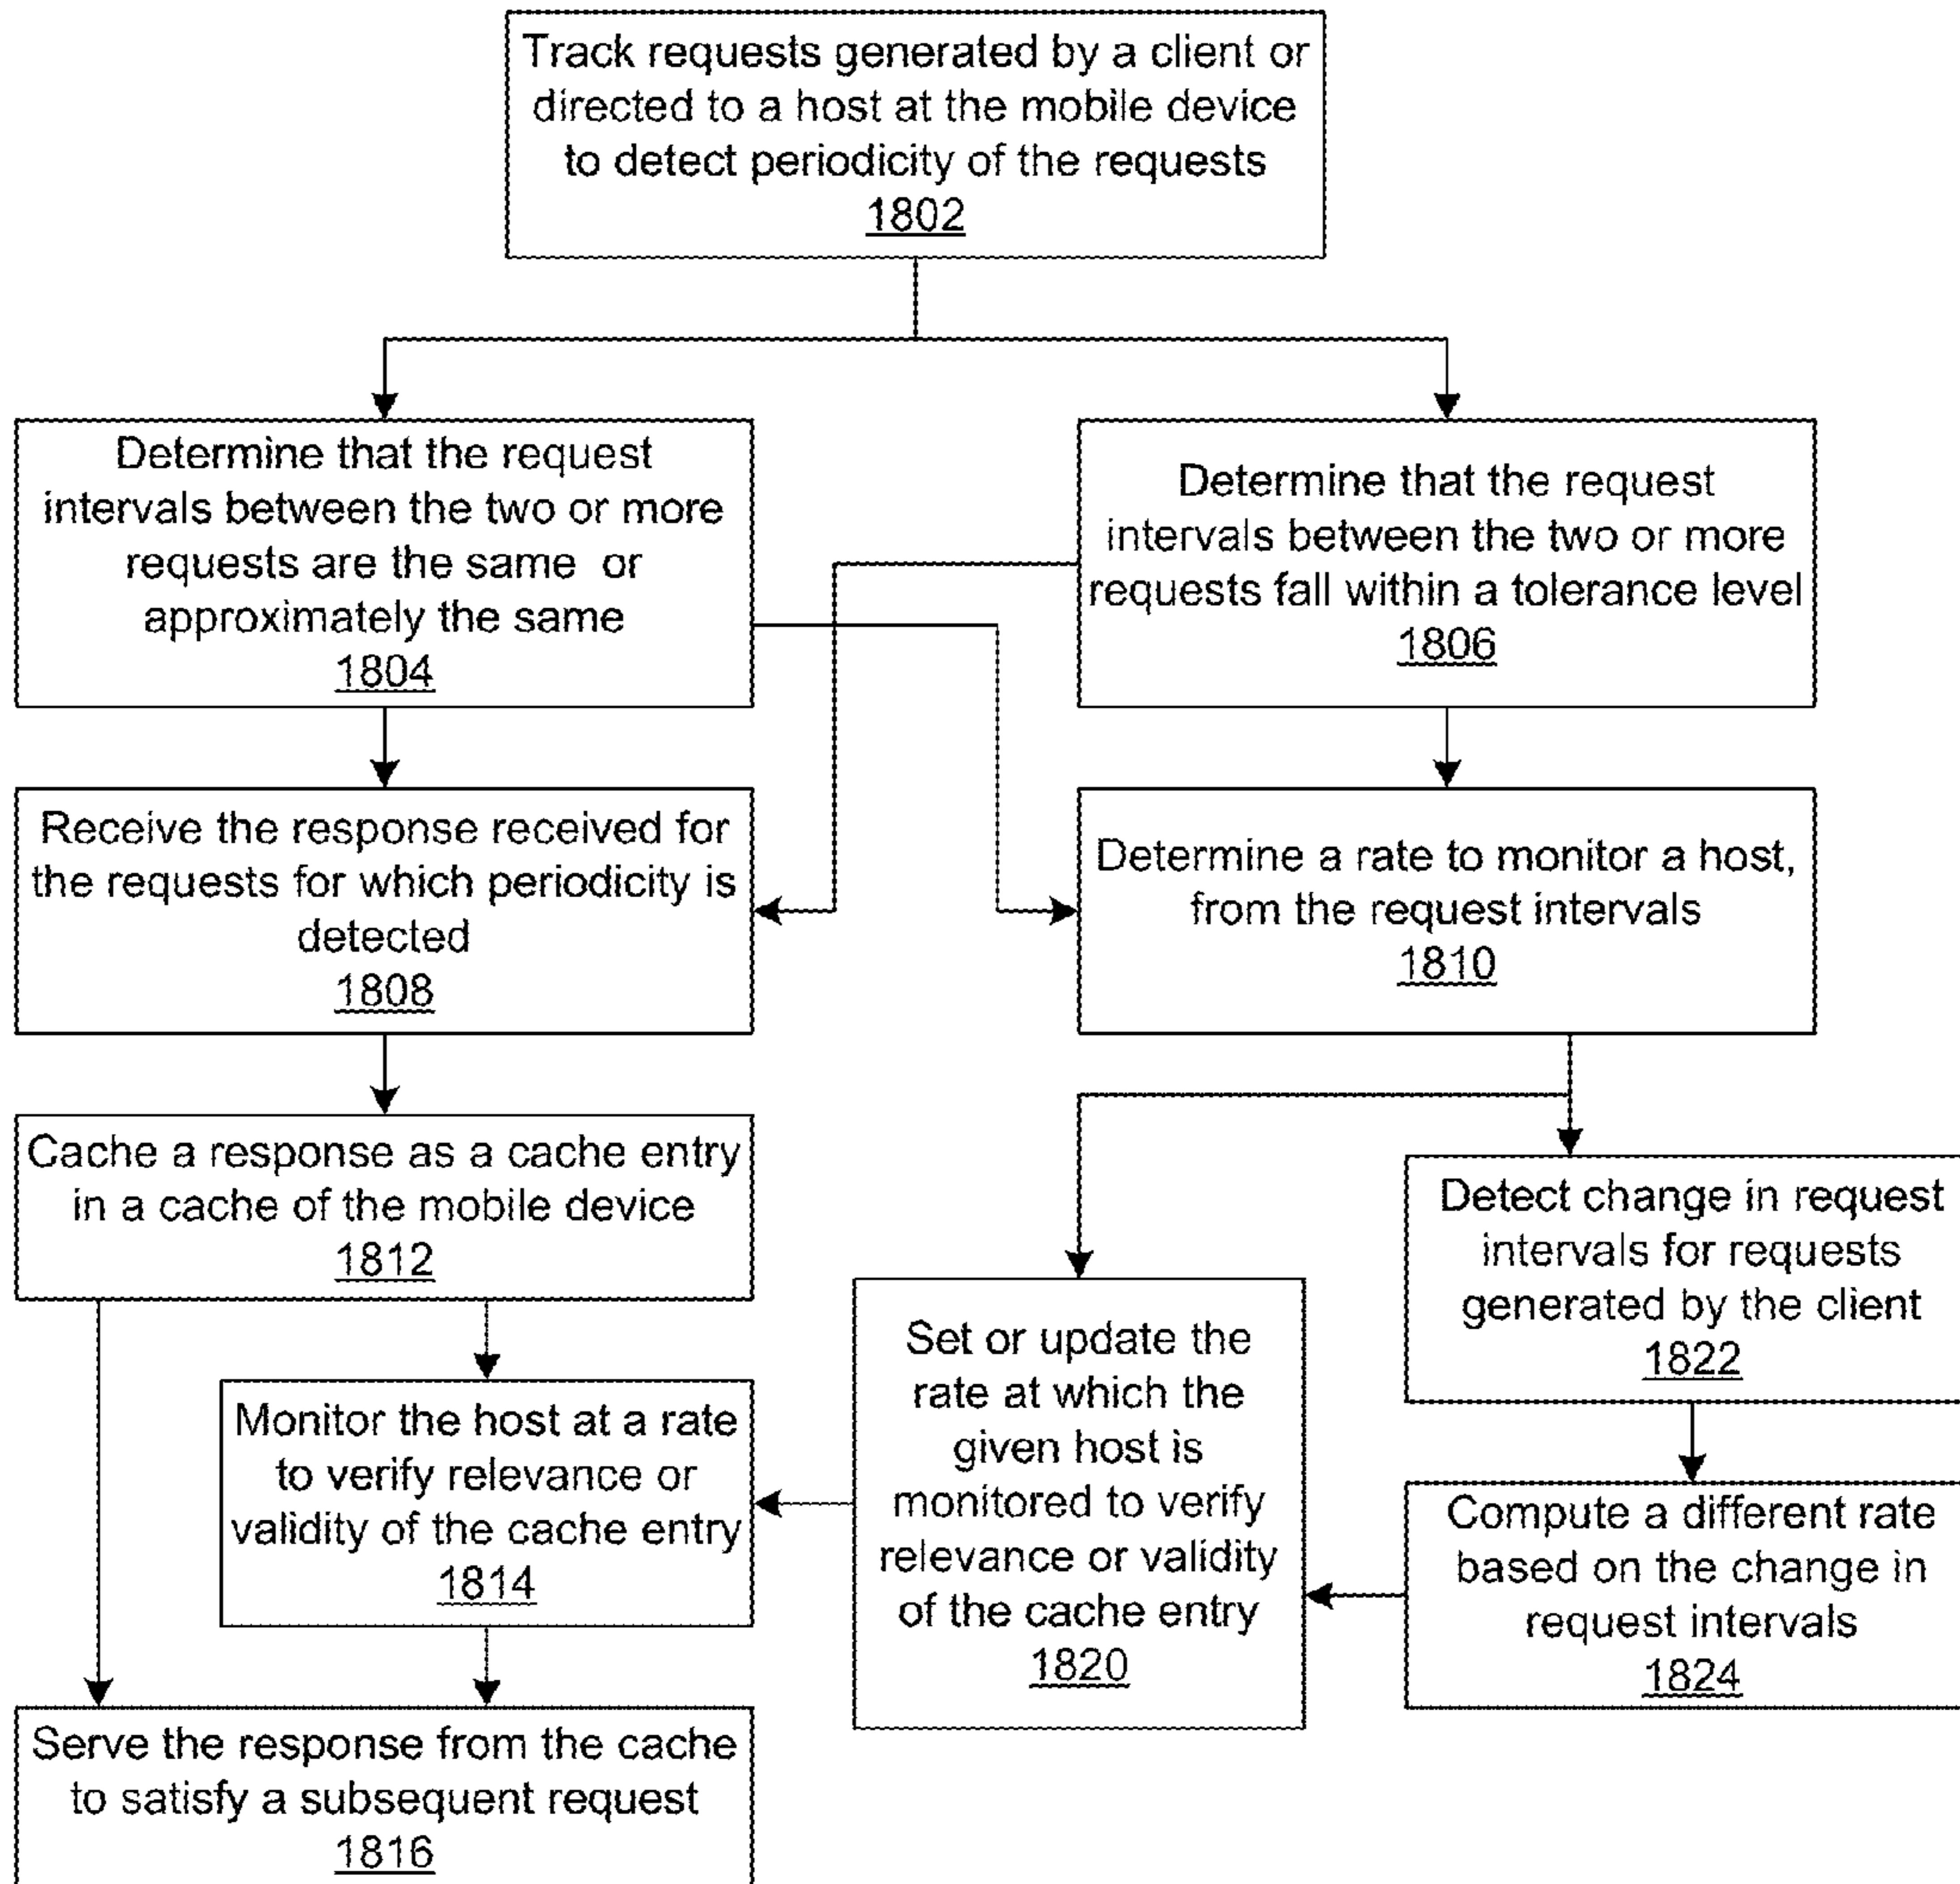 Track requests generated by a client or
directed to a host at the mobile device
to detect periodicity of the requests
1802
Determine that the request
intervals between the two or more
requests are the same or
approximately the same
1804
Determine that the request
intervals between the two or more
requests fall within a tolerance level
1806
Receive the response received for
the requests for which periodicity is
detected
1808
Determine a rate to monitor a host,
from the request intervals
1810
Cache a response as a cache entry
in a cache of the mobile device
1812
Detect change in request
intervals for requests
generated by the client
1822
Set or update the
rate at which the
given host is
monitored to verify
relevance or validity
of the cache entry
1820
Monitor the host at a rate
to verify relevance or
validity of the cache entry
1814
Compute a different rate
based on the change in
request intervals
1824
Serve the response from the cache
to satisfy a subsequent request
1816